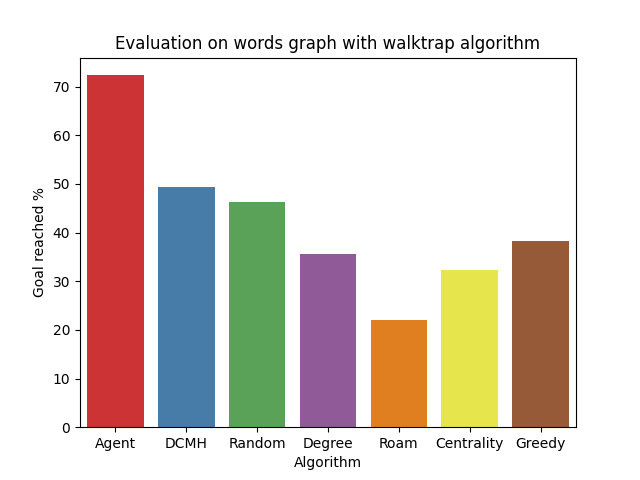 Evaluation on words graph with walktrap algorithm
Goal reached %
70
60
50
40
30
20
10
0
Agent DCMH Random Degree Roam Centrality Greedy
Algorithm